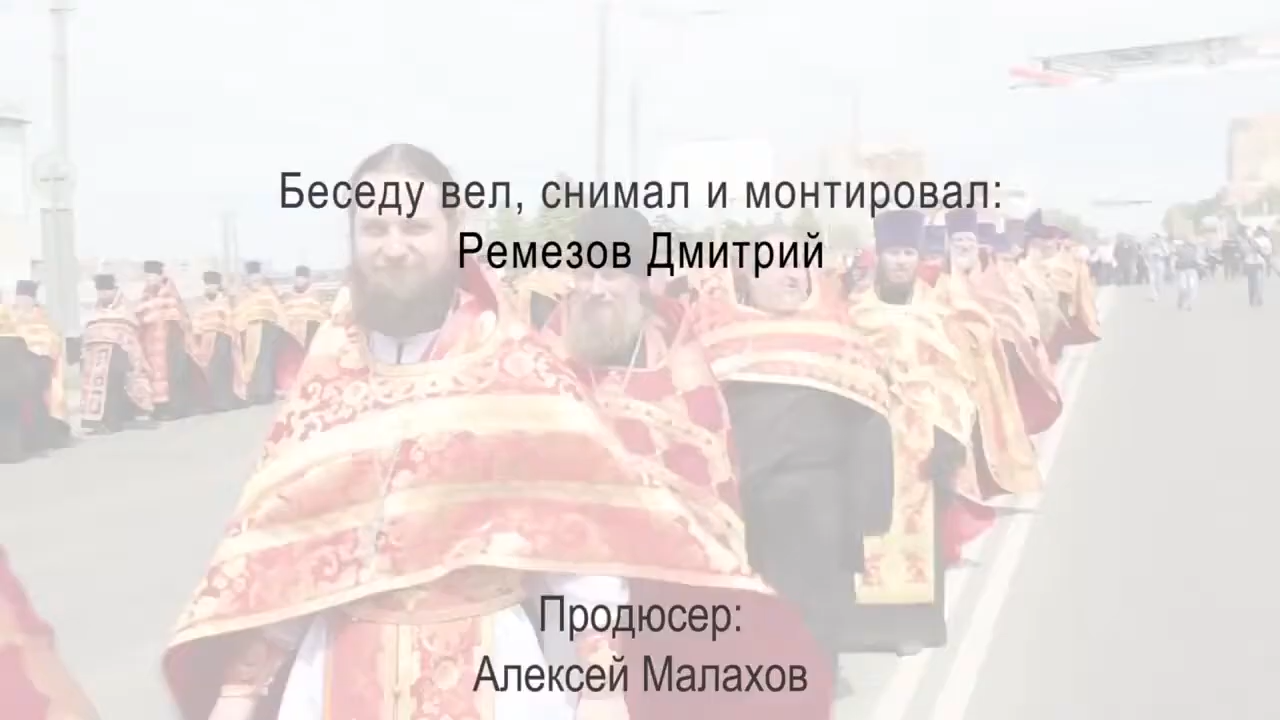 Беседу вел, снимал и монтировал:
Ремезов Дмитрий
Продюсер:
Алексей Малахов